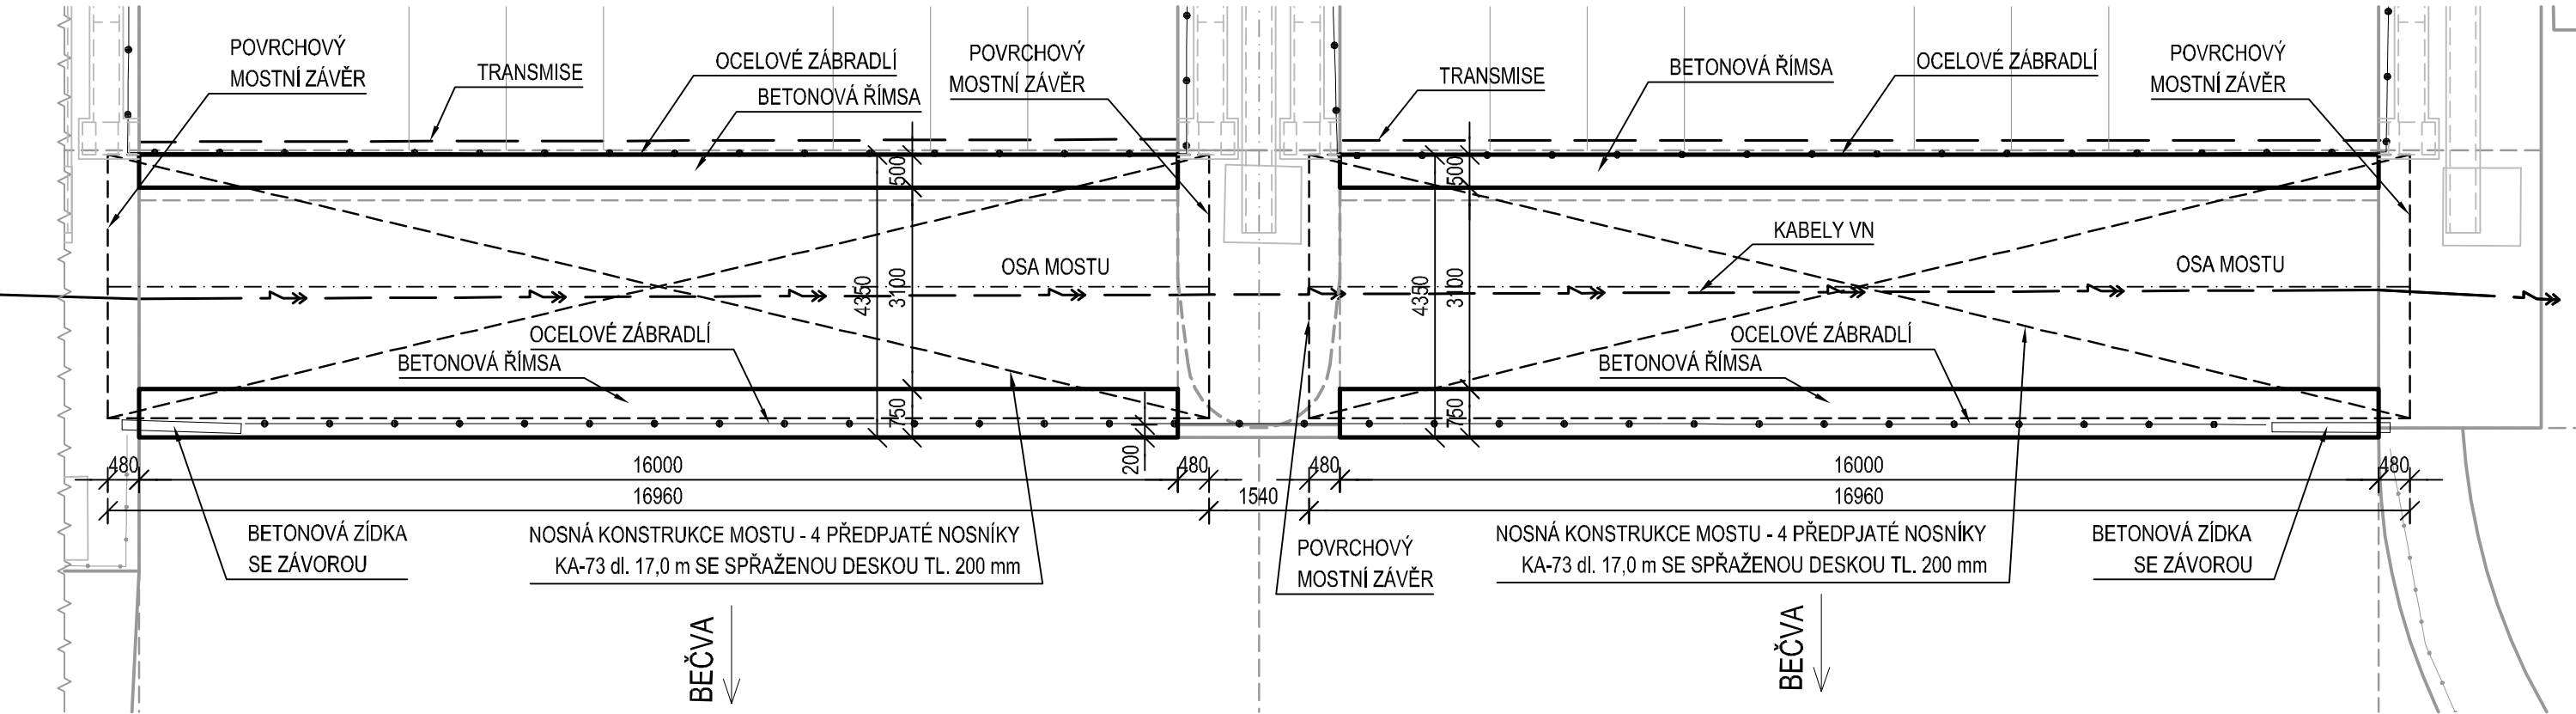 POVRCHOVÝ
MOSTNÍ ZÁVĚR
TRANSMISE
OCELOVÉ ZÁBRADLÍ
BETONOVÁ ŘÍMSA
POVRCHOVÝ
MOSTNÍ ZÁVĚR
TRANSMISE
BETONOVÁ ŘÍMSA
OCELOVÉ ZÁBRADLÍ
POVRCHOVÝ
MOSTNÍ ZÁVĚR
500
500
KABELY VN
OSA MOSTU
OSA MOSTU
4350
3100
4350
3100
OCELOVÉ ZÁBRADLÍ
BETONOVÁ ŘÍMSA
OCELOVÉ ZÁBRADLÍ
BETONOVÁ ŘÍMSA
750
750
200
480
16000
480
480
16000
480
16960
1540
16960
BETONOVÁ ZÍDKA
SE ZÁVOROU
NOSNÁ KONSTRUKCE MOSTU - 4 PŘEDPJATÉ NOSNÍKY
KA-73 dl. 17,0 m SE SPŘAŽENOU DESKOU TL. 200 mm
POVRCHOVÝ
MOSTNÍ ZÁVĚR
NOSNÁ KONSTRUKCE MOSTU - 4 PŘEDPJATÉ NOSNÍKY
KA-73 dl. 17,0 m SE SPŘAŽENOU DESKOU TL. 200 mm
BETONOVÁ ZÍDKA
SE ZÁVOROU
BEČVA
BEČVA